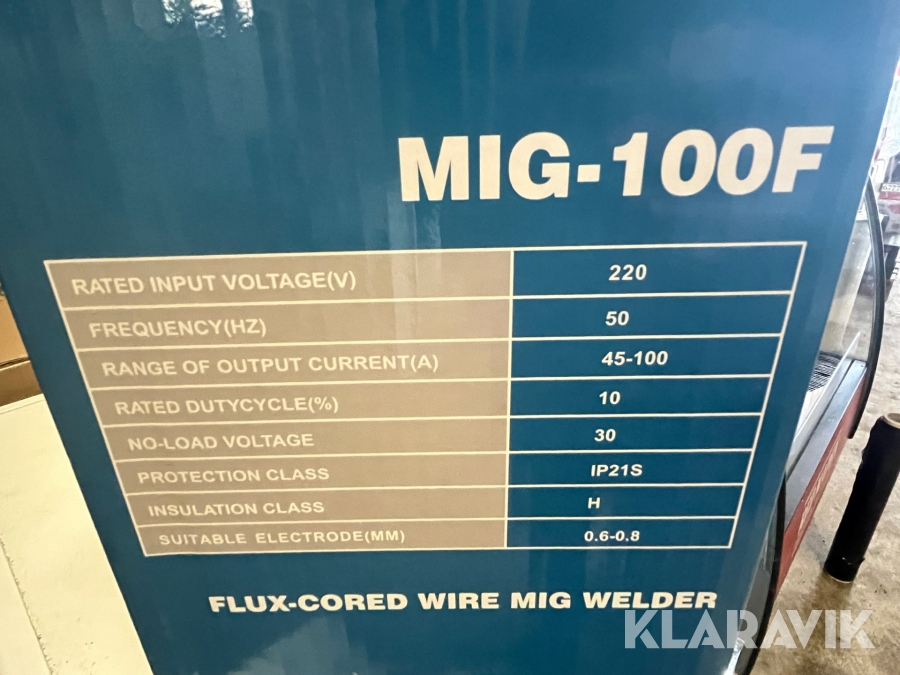 MIG-100F
RATED INPUT VOLTAGE(V) 220
FREQUENCY(HZ) 50
RANGE OF OUTPUT CURRENT(A) 45-100
RATED DUTYCYCLE(%) 10
NO-LOAD VOLTAGE 30
PROTECTION CLASS IP21S
INSULATION CLASS H
SUITABLE ELECTRODE(MM) 0.6-0.8
FLUX-CORED WIRE MIG WELDER
KLARAVIK